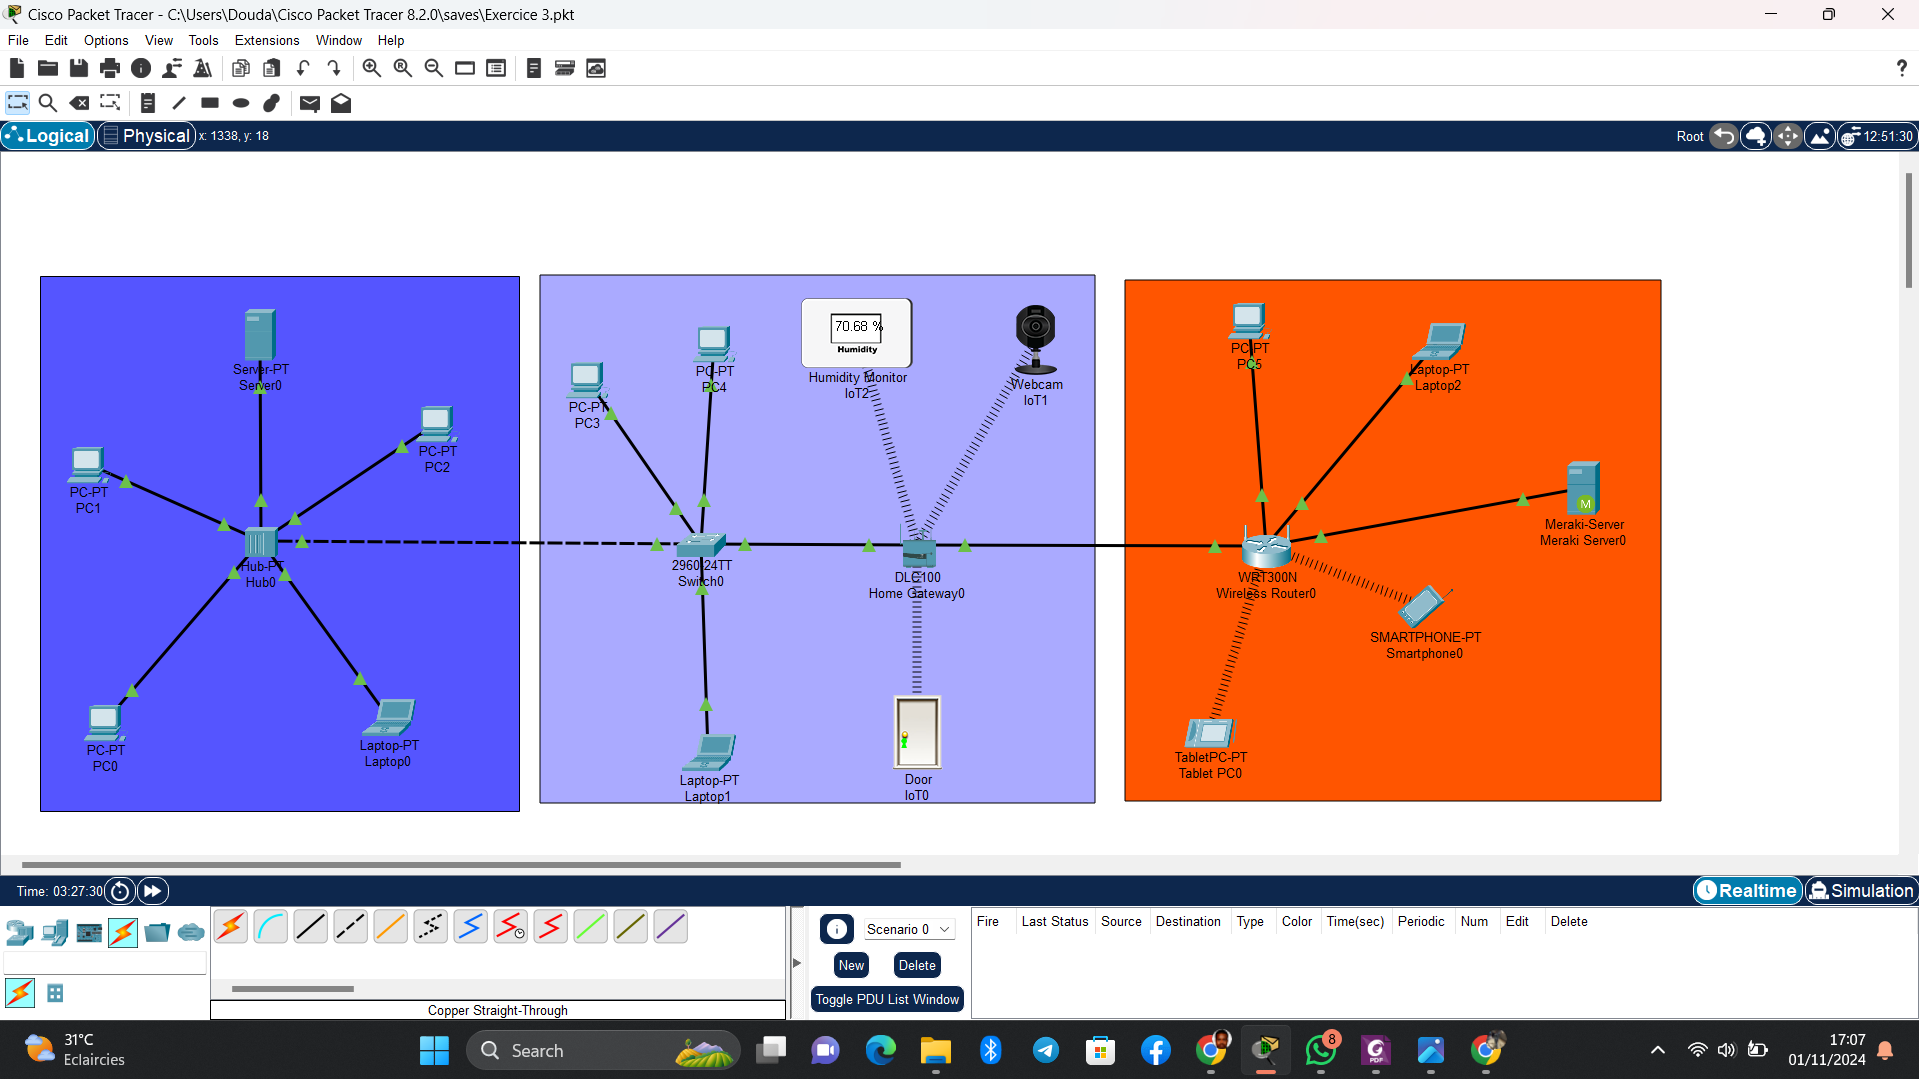 Cisco Packet Tracer - C:\Users\Douda\Cisco Packet Tracer 8.2.0\saves\Exercice 3.pkt
File Edit Options View Tools Extensions Window Help
?
Logical Physical x: 1338, y: 18
Root 12:51:30
Server-PT
Server0
PC-PT
PC2
PC-PT
PC1
Hub-PT
Hub0
PC-PT
PC0
Laptop-PT
Laptop0
PC-PT
PC4
PC-PT
PC3
70.68 %
Humidity
Humidity Monitor
IoT2
Webcam
IoT1
2960-24TT
Switch0
DLC100
Home Gateway0
Laptop-PT
Laptop1
Door
IoT0
PC-PT
PC5
Laptop-PT
Laptop2
M
Meraki-Server
Meraki Server0
WRT300N
Wireless Router0
SMARTPHONE-PT
Smartphone0
TabletPC-PT
Tablet PC0
Time: 03:27:30
Realtime Simulation
Scenario 0
New Delete
Toggle PDU List Window
Fire Last Status Source Destination Type Color Time(sec) Periodic Num Edit Delete
Copper Straight-Through
31°C
Eclaircies
Search
8
PDF
17:07
01/11/2024